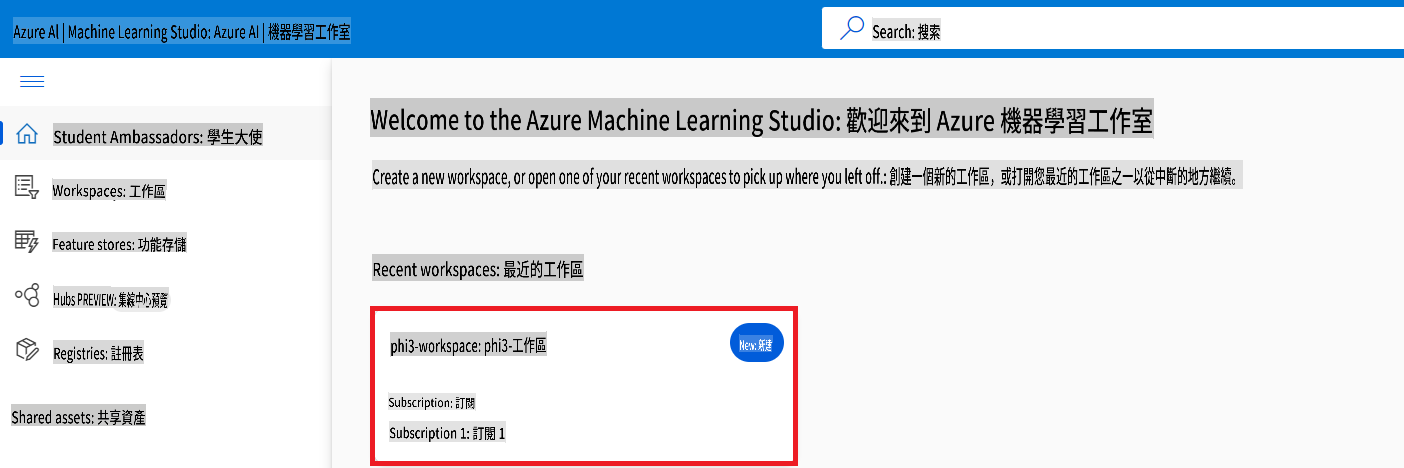 Azure AI | Machine Learning Studio: Azure AI | 機器學習工作室
Search: 搜索
Student Ambassadors: 學生大使
Workspaces: 工作區
Feature stores: 功能存儲
Hubs PREVIEW: 集線中心預覽
Registries: 註冊表
Shared assets: 共享資產
Welcome to the Azure Machine Learning Studio: 歡迎來到 Azure 機器學習工作室
Create a new workspace, or open one of your recent workspaces to pick up where you left off.: 創建一個新的工作區，或打開您最近的工作區之一以從中斷的地方繼續。
Recent workspaces: 最近的工作區
phi3-workspace: phi3-工作區
New: 新建
Subscription: 訂閱
Subscription 1: 訂閱 1